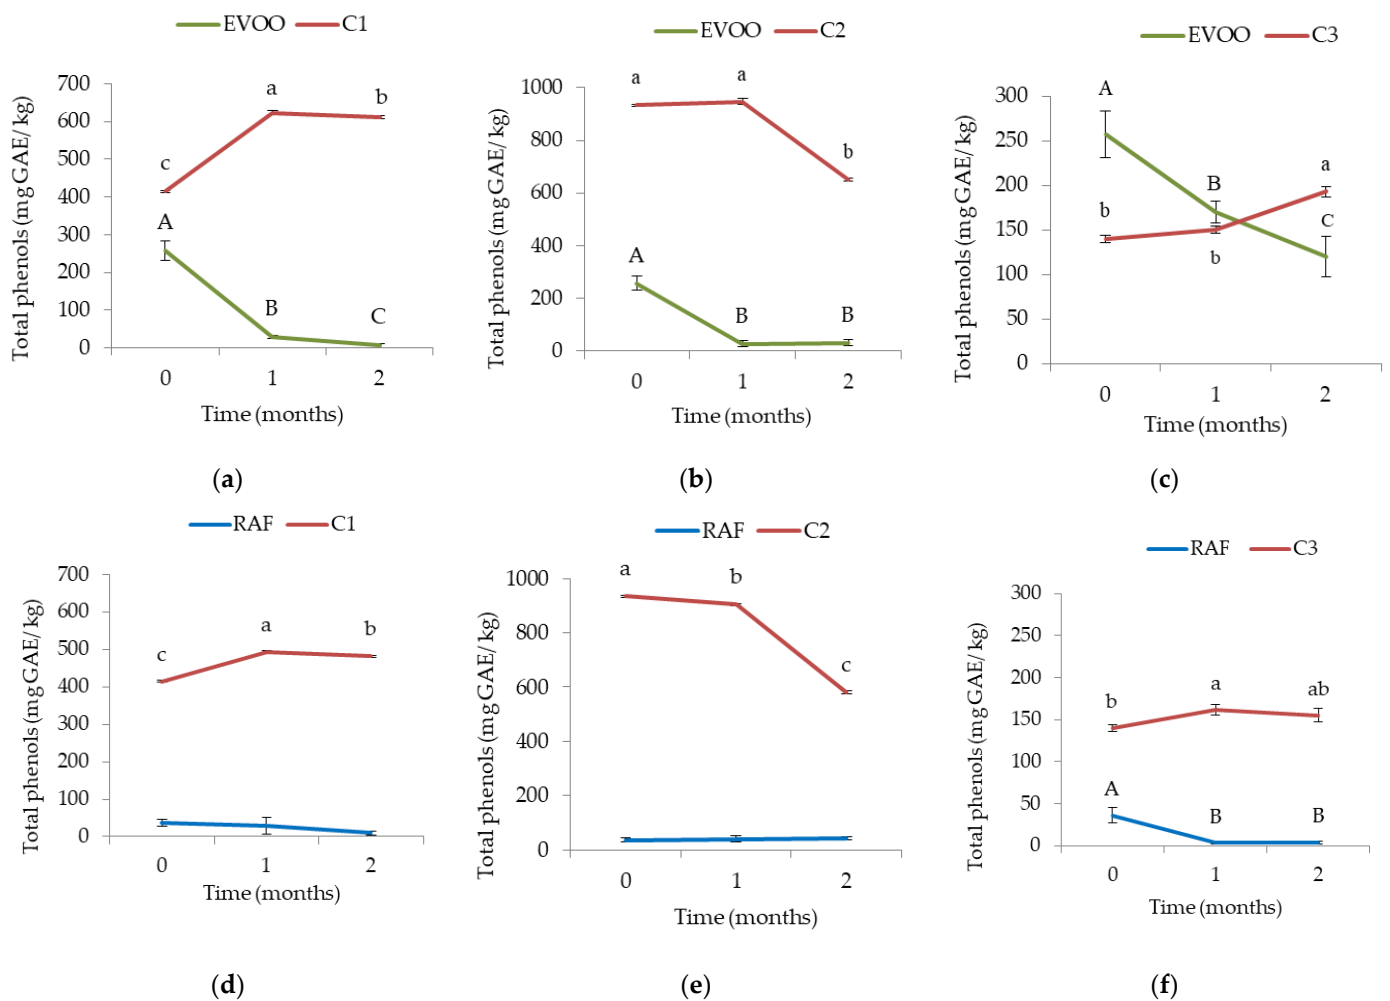 EVOO C1
Total phenols (mg GAE/ kg)
700
600
500
400
300
200
100
0
c
a
b
A
B
C
0 1 2
Time (months)
(a)
EVOO C2
Total phenols (mg GAE/ kg)
1000
800
600
400
200
0
a
a
b
A
B
B
0 1 2
Time (months)
(b)
EVOO C3
Total phenols (mg GAE/ kg)
300
250
200
150
100
50
0
A
B
a
b
C
b
0 1 2
Time (months)
(c)
RAF C1
Total phenols (mg GAE/ kg)
700
600
500
400
300
200
100
0
c
a
b
0 1 2
Time (months)
(d)
RAF C2
Total phenols (mg GAE/ kg)
1000
800
600
400
200
0
a
b
c
0 1 2
Time (months)
(e)
RAF C3
Total phenols (mg GAE/ kg)
300
250
200
150
100
50
0
b
a
ab
A
B
B
0 1 2
Time (months)
(f)